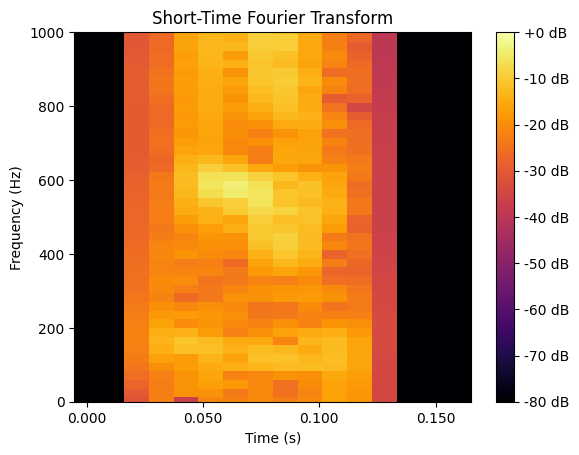 Short-Time Fourier Transform
1000
800
600
400
200
0
Frequency (Hz)
0.000
0.050
0.100
0.150
Time (s)
+0 dB
-10 dB
-20 dB
-30 dB
-40 dB
-50 dB
-60 dB
-70 dB
-80 dB